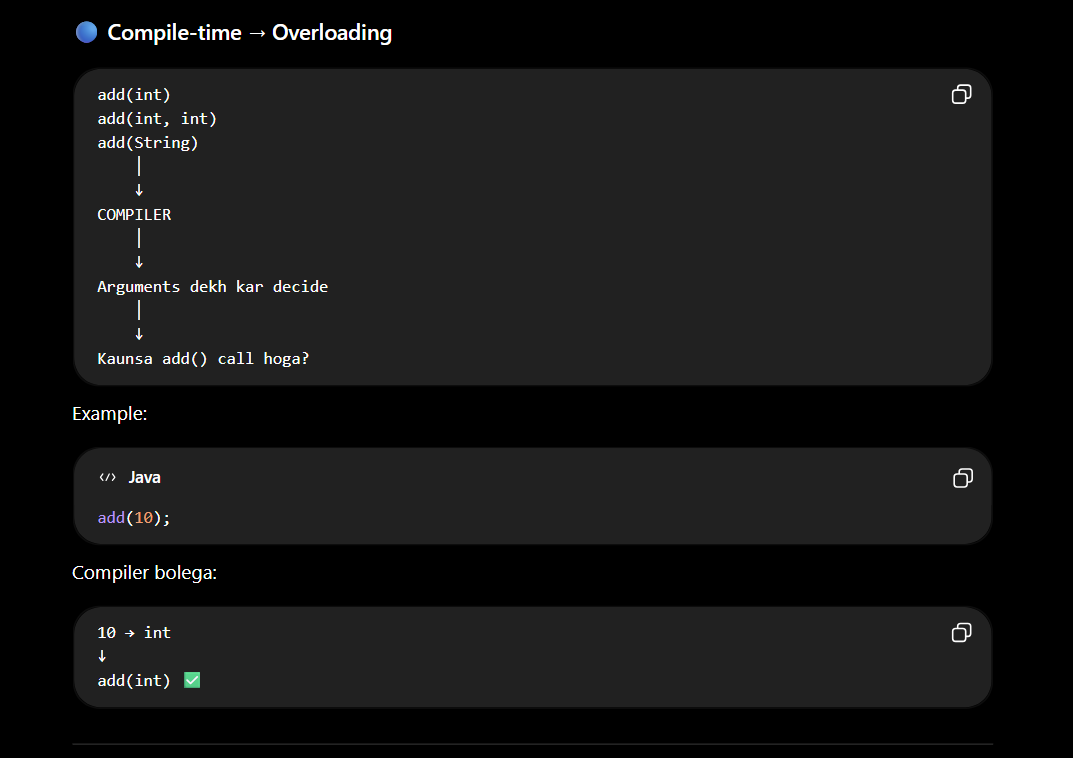 🔵 Compile-time → Overloading
add(int)
add(int, int)
add(String)
│
↓
COMPILER
│
↓
Arguments dekh kar decide
│
↓
Kaunsa add() call hoga?
Example:
</> Java
add(10);
Compiler bolega:
10 → int
↓
add(int) ✅